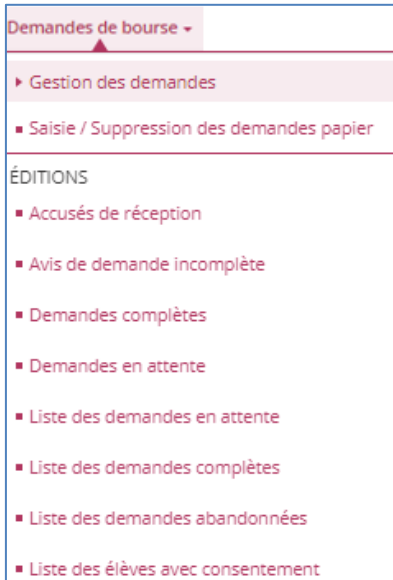 Demandes de bourse
Gestion des demandes
Saisie / Suppression des demandes papier
ÉDITIONS
Accusés de réception
Avis de demande incomplète
Demandes complètes
Demandes en attente
Liste des demandes en attente
Liste des demandes complètes
Liste des demandes abandonnées
Liste des élèves avec consentement